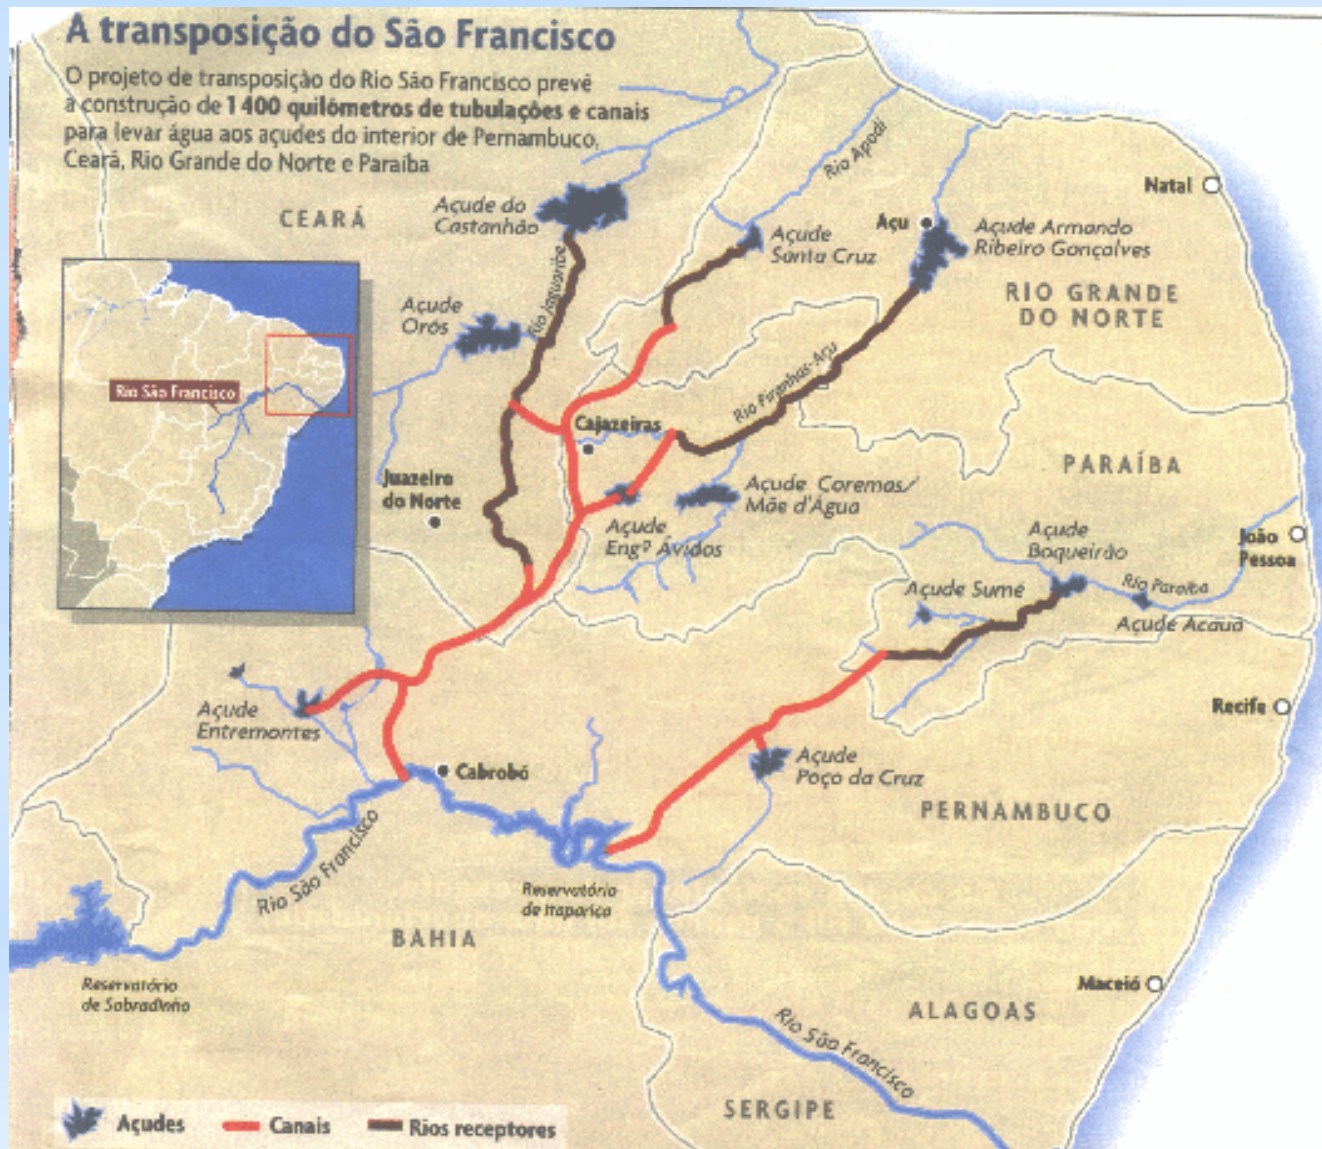 A transposição do São Francisco
O projeto de transposição do Rio São Francisco prevê
a construção de 1400 quilômetros de tubulações e canais
para levar água aos açudes do interior de Pernambuco,
Ceará, Rio Grande do Norte e Paraíba
Rio Apodi
Natal
CEARÁ
Açude do
Castanhão
Açude
Santa Cruz
Açu
Açude Armando
Ribeiro Gonçalves
Rio Jaguaribe
RIO GRANDE
DO NORTE
Açude
Orós
Rio São Francisco
Rio Piranhas-Açu
Cajazeiras
PARAÍBA
Juazeiro
do Norte
Açude Coremas/
Mãe d'Água
Açude
Engº Ávidos
Açude
Boqueirão
João
Pessoa
Açude Sumé
Rio Paraíba
Açude Acauã
Açude
Entremontes
Recife
Cabrobó
Açude
Poço da Cruz
PERNAMBUCO
Rio São Francisco
Reservatório
de Itaparica
BAHIA
Reservatório
de Sobradinho
Maceió
ALAGOAS
Rio São Francisco
SERGIPE
Açudes
Canais
Rios receptores